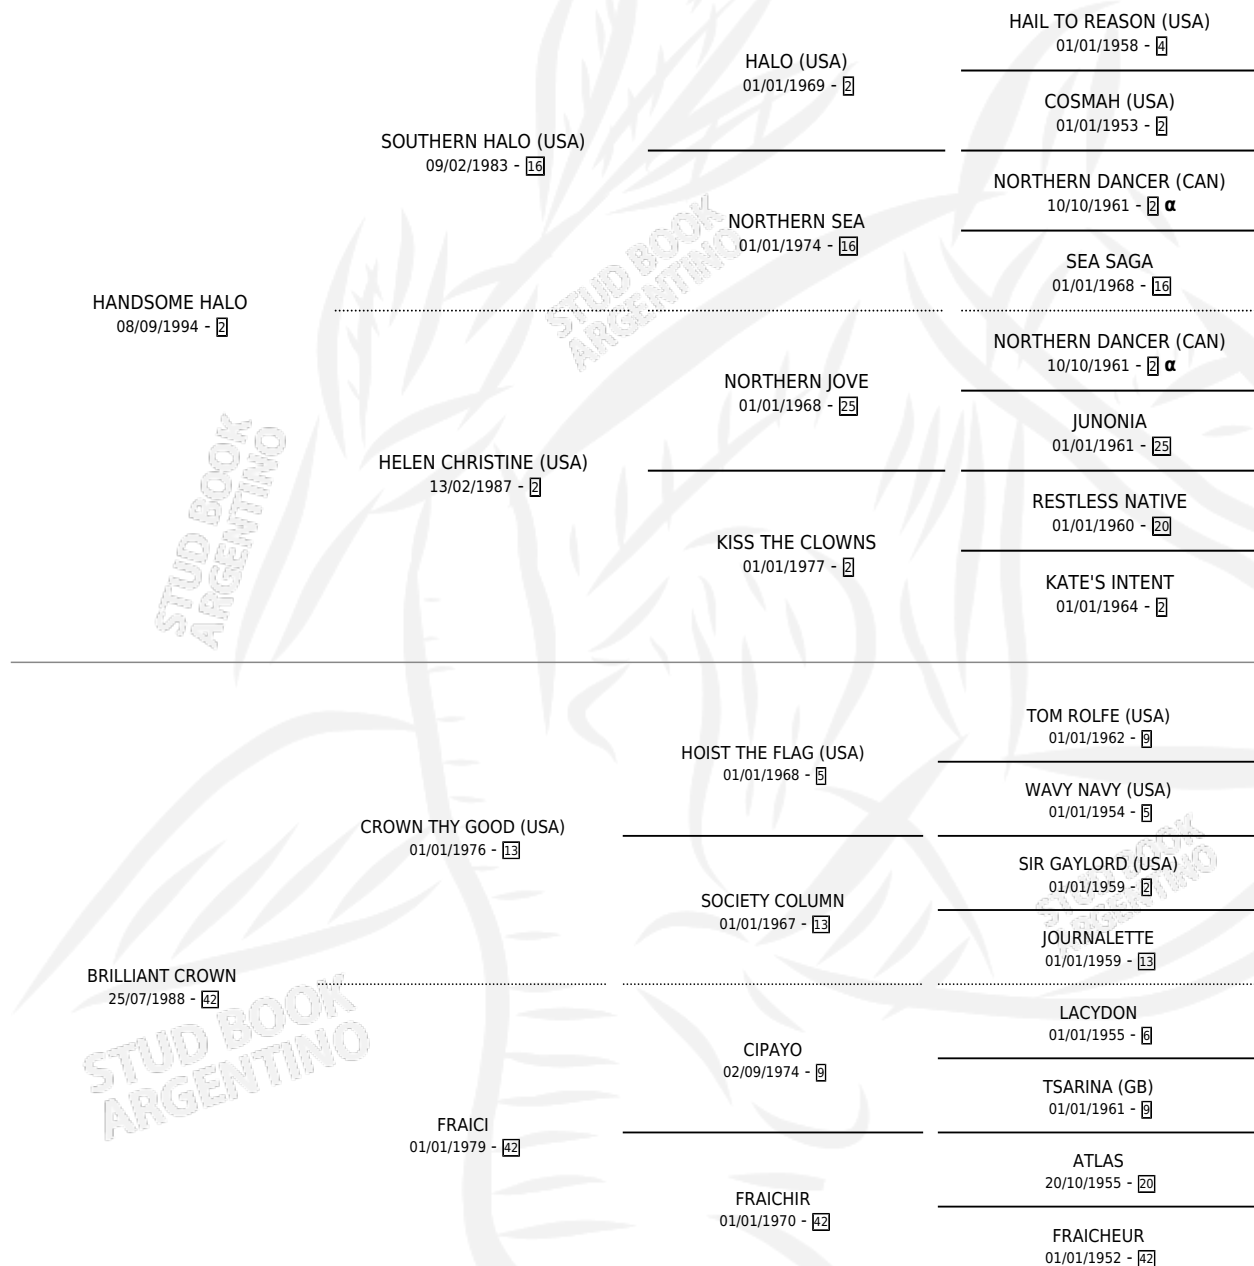 HAIL TO REASON (USA)
01/01/1958 - 4
HALO (USA)
01/01/1969 - 2
COSMAH (USA)
01/01/1953 - 2
SOUTHERN HALO (USA)
09/02/1983 - 16
NORTHERN DANCER (CAN)
10/10/1961 - 2 α
NORTHERN SEA
01/01/1974 - 16
SEA SAGA
01/01/1968 - 16
HANDSOME HALO
08/09/1994 - 2
STUD BOOK
ARGENTINO
NORTHERN DANCER (CAN)
10/10/1961 - 2 α
NORTHERN JOVE
01/01/1968 - 25
JUNONIA
01/01/1961 - 25
HELEN CHRISTINE (USA)
13/02/1987 - 2
RESTLESS NATIVE
01/01/1960 - 20
KISS THE CLOWNS
01/01/1977 - 2
KATE'S INTENT
01/01/1964 - 2
STUD BOOK
ARGENTINO
TOM ROLFE (USA)
01/01/1962 - 9
HOIST THE FLAG (USA)
01/01/1968 - 5
WAVY NAVY (USA)
01/01/1954 - 5
CROWN THY GOOD (USA)
01/01/1976 - 13
SIR GAYLORD (USA)
01/01/1959 - 2
STUD BOOK
ARGENTINO
SOCIETY COLUMN
01/01/1967 - 13
JOURNALETTE
01/01/1959 - 13
BRILLIANT CROWN
25/07/1988 - 42
STUD BOOK
ARGENTINO
LACYDON
01/01/1955 - 6
CIPAYO
02/09/1974 - 9
TSARINA (GB)
01/01/1961 - 9
FRAICI
01/01/1979 - 42
ATLAS
20/10/1955 - 20
FRAICHIR
01/01/1970 - 42
FRAICHEUR
01/01/1952 - 42